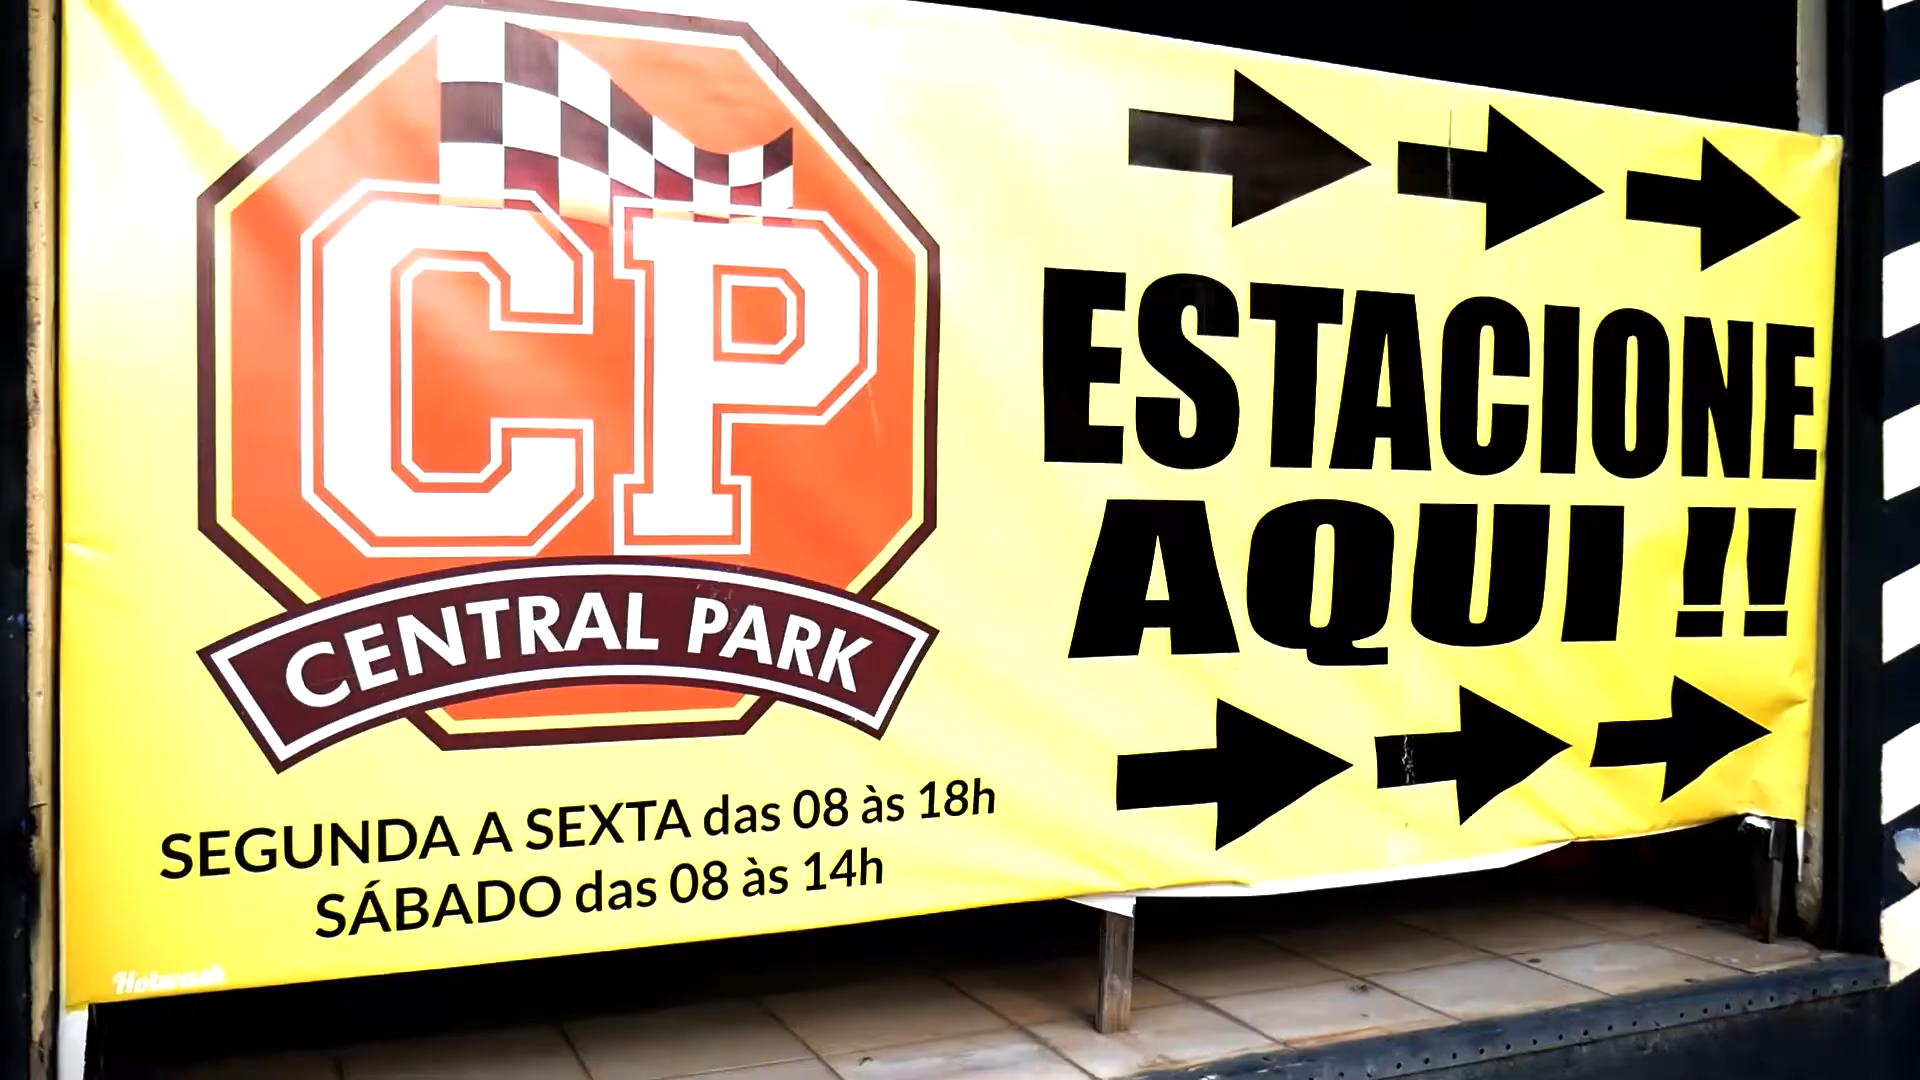 CP
CENTRAL PARK
SEGUNDA A SEXTA das 08 às 18h
SÁBADO das 08 às 14h
ESTACIONE
AQUI !!